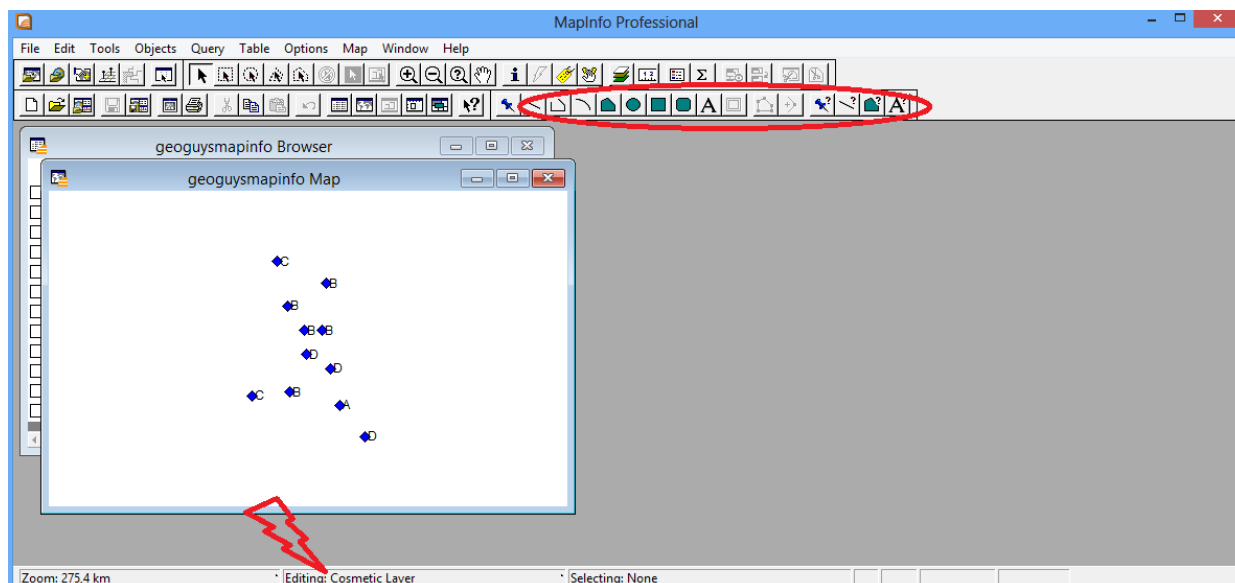 MapInfo Professional
File Edit Tools Objects Query Table Options Map Window Help
geoguysmapinfo Browser
geoguysmapinfo Map
C
B
B
B B
D
D
C B
A
D
Zoom: 275.4 km Editing: Cosmetic Layer Selecting: None